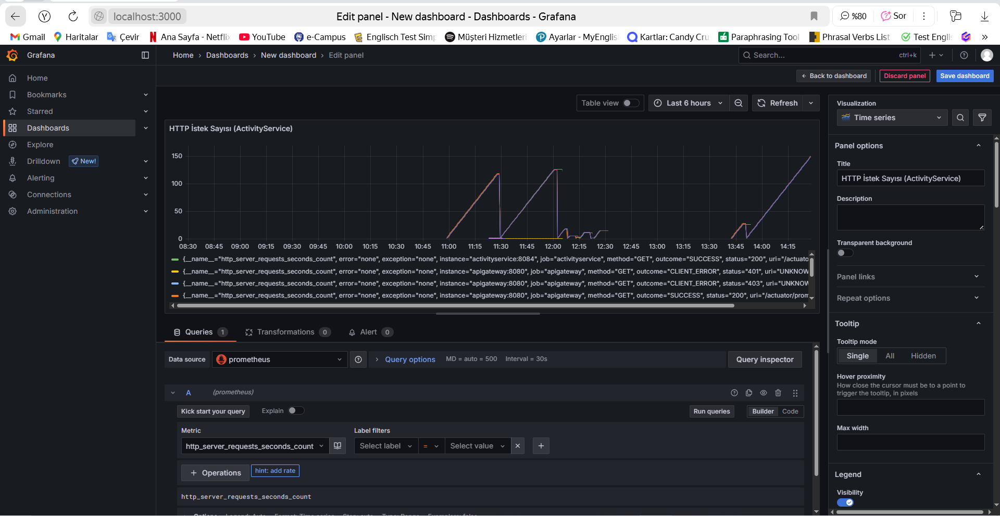 localhost:3000
Edit panel - New dashboard - Dashboards - Grafana
%80
Sor
Gmail
Haritalar
Çevir
Ana Sayfa - Netflix
YouTube
e-Campus
Englisch Test Simp
Müşteri Hizmetleri
Ayarlar - MyEnglis
Kartlar: Candy Cru
Paraphrasing Tool
Phrasal Verbs List
Test Engli
»
Grafana
Home › Dashboards › New dashboard › Edit panel
Search...
ctrl+k
Back to dashboard
Discard panel
Save dashboard
Home
Bookmarks
Starred
Dashboards
Explore
Drilldown
New!
Alerting
Connections
Administration
Table view
Last 6 hours
Refresh
HTTP İstek Sayısı (ActivityService)
150
100
50
0
08:30 08:45 09:00 09:15 09:30 09:45 10:00 10:15 10:30 10:45 11:00 11:15 11:30 11:45 12:00 12:15 12:30 12:45 13:00 13:15 13:30 13:45 14:00 14:15
{__name__="http_server_requests_seconds_count", error="none", exception="none", instance="activityservice:8084", job="activityservice", method="GET", outcome="SUCCESS", status="200", uri="/actuato
{__name__="http_server_requests_seconds_count", error="none", exception="none", instance="apigateway:8080", job="apigateway", method="GET", outcome="CLIENT_ERROR", status="401", uri="UNKNOW
{__name__="http_server_requests_seconds_count", error="none", exception="none", instance="apigateway:8080", job="apigateway", method="GET", outcome="CLIENT_ERROR", status="403", uri="UNKNOW
{__name__="http_server_requests_seconds_count", error="none", exception="none", instance="apigateway:8080", job="apigateway", method="GET", outcome="SUCCESS", status="200", uri="/actuator/prom
Queries 1
Transformations 0
Alert 0
Data source
prometheus
Query options
MD = auto = 500
Interval = 30s
Query inspector
A
(prometheus)
Kick start your query
Explain
Run queries
Builder
Code
Metric
Label filters
http_server_requests_seconds_count
Select label
=
Select value
+ Operations
hint: add rate
http_server_requests_seconds_count
Visualization
Time series
Panel options
Title
HTTP İstek Sayısı (ActivityService)
Description
Transparent background
Panel links
Repeat options
Tooltip
Tooltip mode
Single
All
Hidden
Hover proximity
How close the cursor must be to a point to
trigger the tooltip, in pixels
Max width
Legend
Visibility